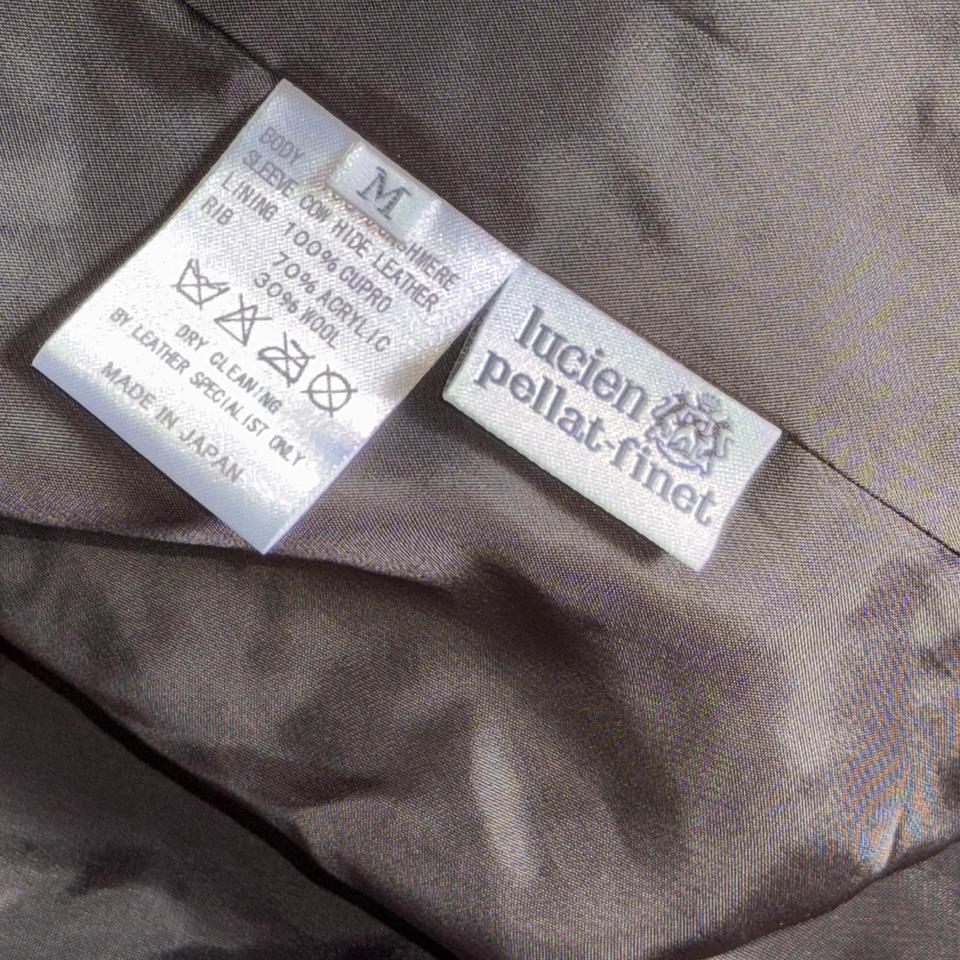 BODY
M
SHMERE
SLEEVE COW HIDE LEATHER
LINING 100% CUPRO
RIB 70% ACRYLIC
30% WOOL
DRY CLEANING
BY LEATHER SPECIALIST ONLY
MADE IN JAPAN
lucien
pellat-finet